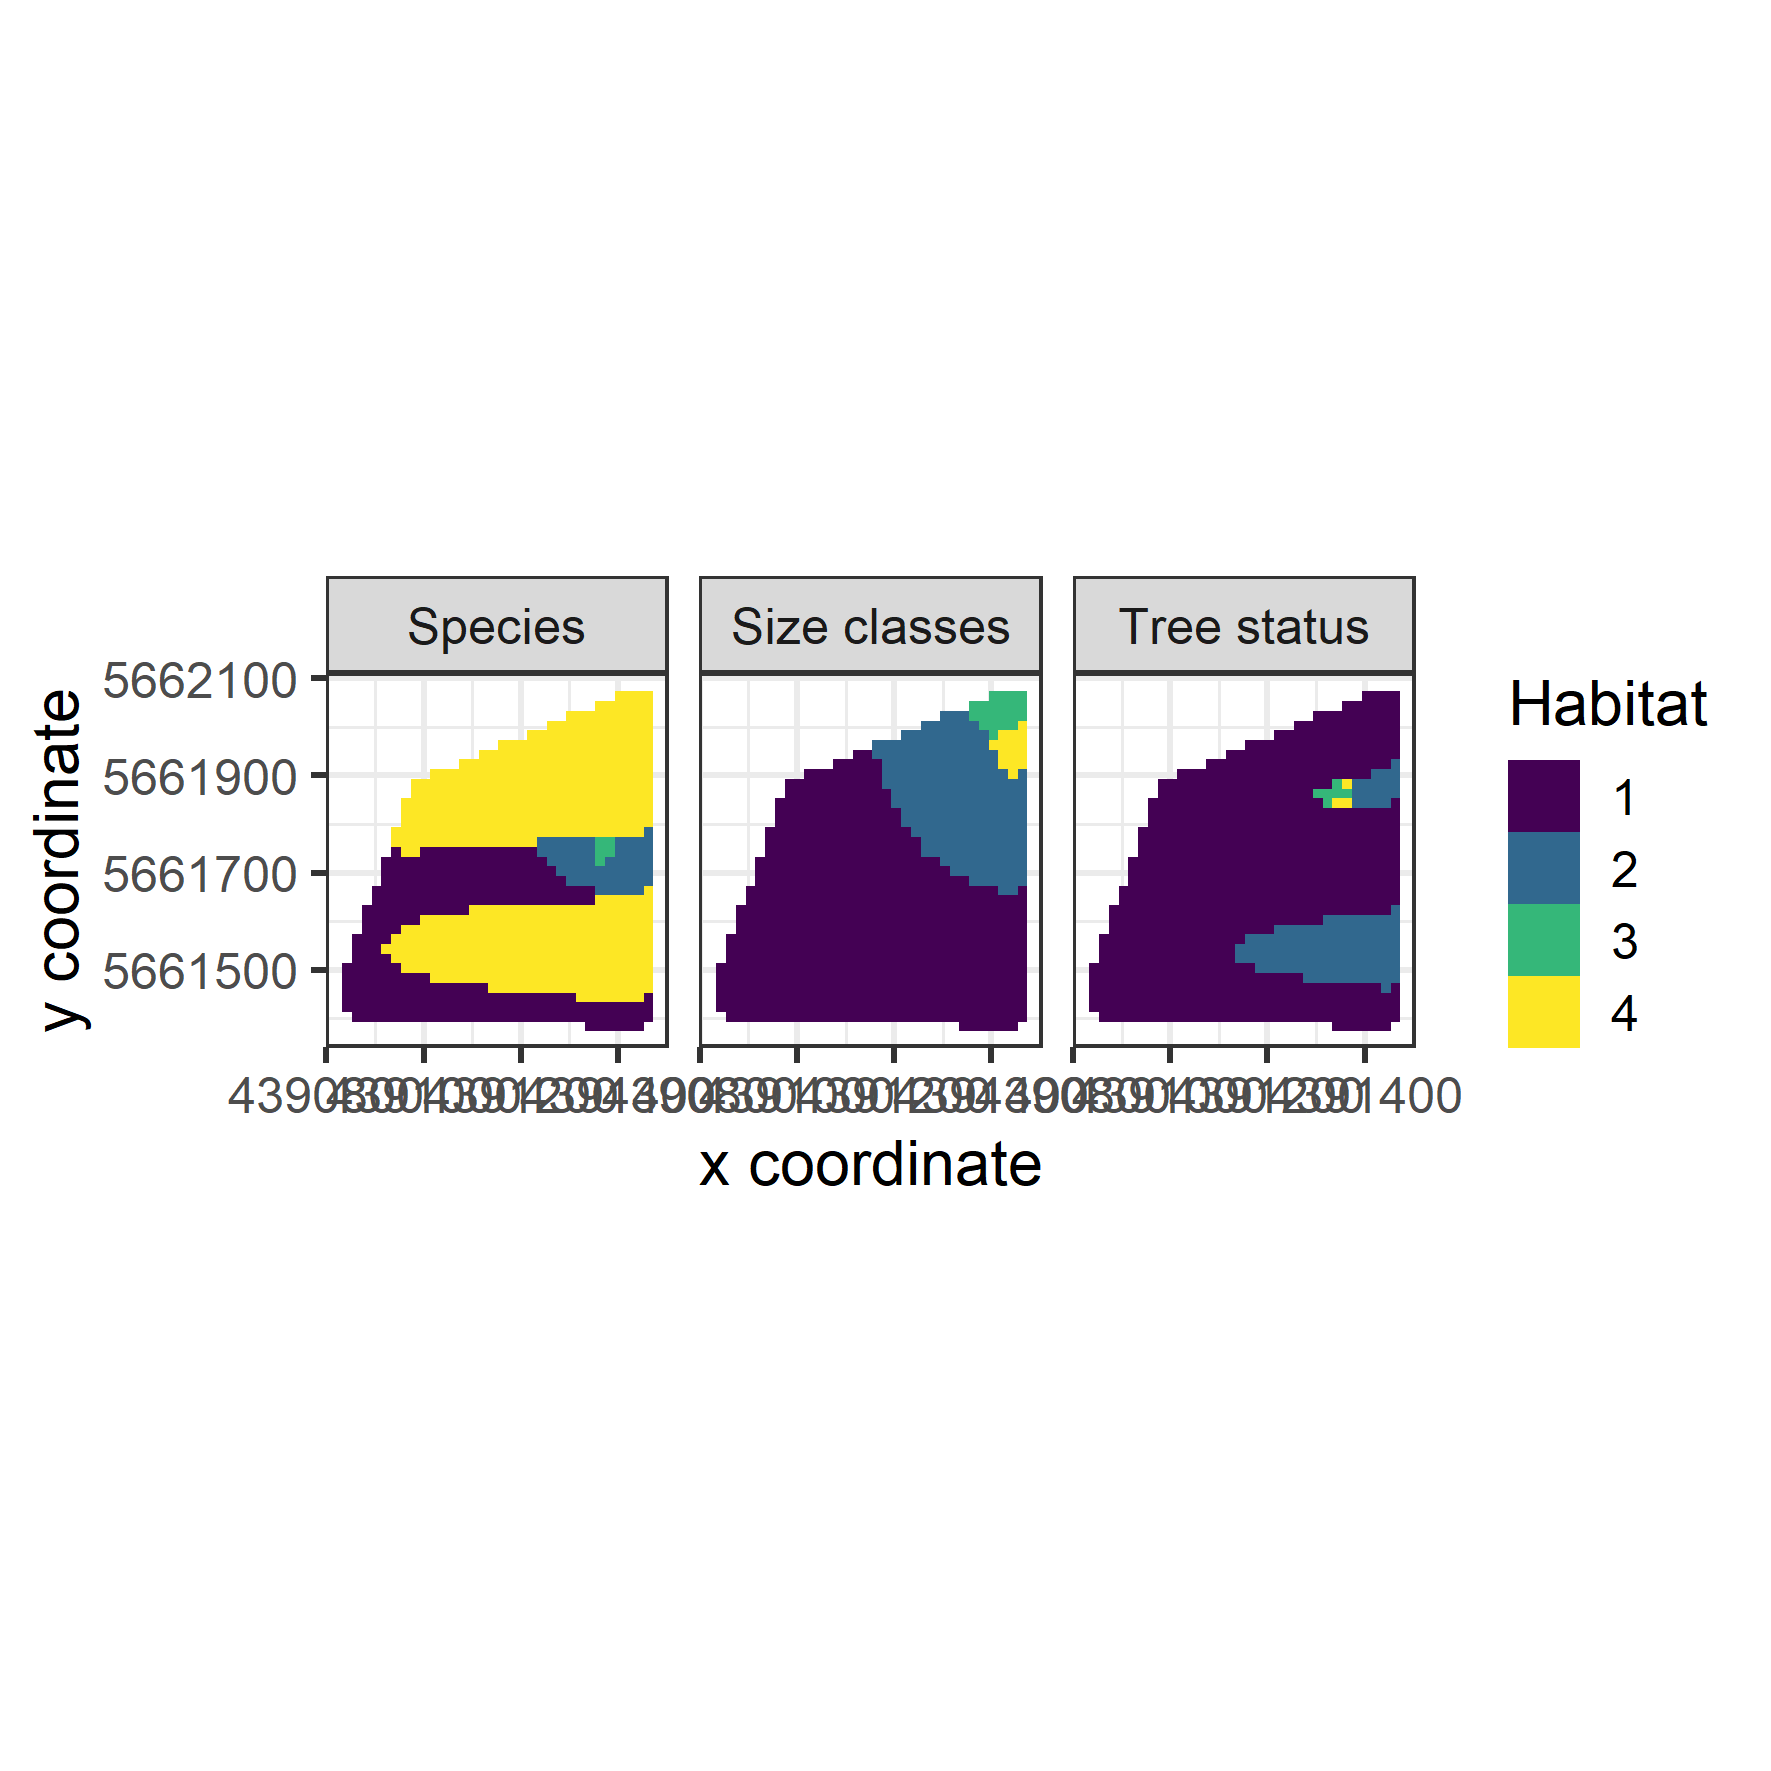 Species
Size classes
Tree status
5662100
5661900
5661700
5661500
y coordinate
x coordinate
Habitat
1
2
3
4